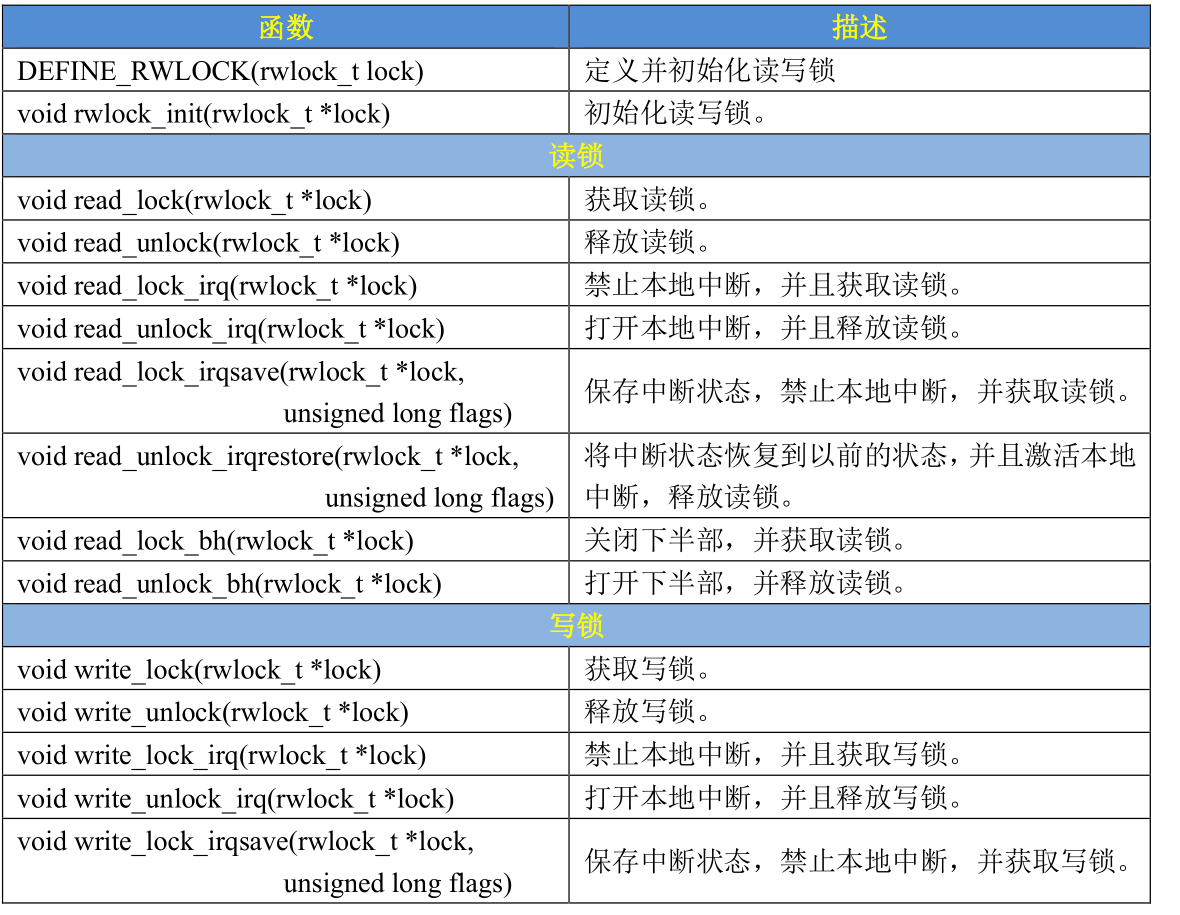 函数 描述
DEFINE_RWLOCK(rwlock_t lock) 定义并初始化读写锁
void rwlock_init(rwlock_t *lock) 初始化读写锁。
读锁
void read_lock(rwlock_t *lock) 获取读锁。
void read_unlock(rwlock_t *lock) 释放读锁。
void read_lock_irq(rwlock_t *lock) 禁止本地中断，并且获取读锁。
void read_unlock_irq(rwlock_t *lock) 打开本地中断，并且释放读锁。
void read_lock_irqsave(rwlock_t *lock,
unsigned long flags)
保存中断状态，禁止本地中断，并获取读锁。
void read_unlock_irqrestore(rwlock_t *lock,
unsigned long flags)
将中断状态恢复到以前的状态，并且激活本地
中断，释放读锁。
void read_lock_bh(rwlock_t *lock) 关闭下半部，并获取读锁。
void read_unlock_bh(rwlock_t *lock) 打开下半部，并释放读锁。
写锁
void write_lock(rwlock_t *lock) 获取写锁。
void write_unlock(rwlock_t *lock) 释放写锁。
void write_lock_irq(rwlock_t *lock) 禁止本地中断，并且获取写锁。
void write_unlock_irq(rwlock_t *lock) 打开本地中断，并且释放写锁。
void write_lock_irqsave(rwlock_t *lock,
unsigned long flags)
保存中断状态，禁止本地中断，并获取写锁。